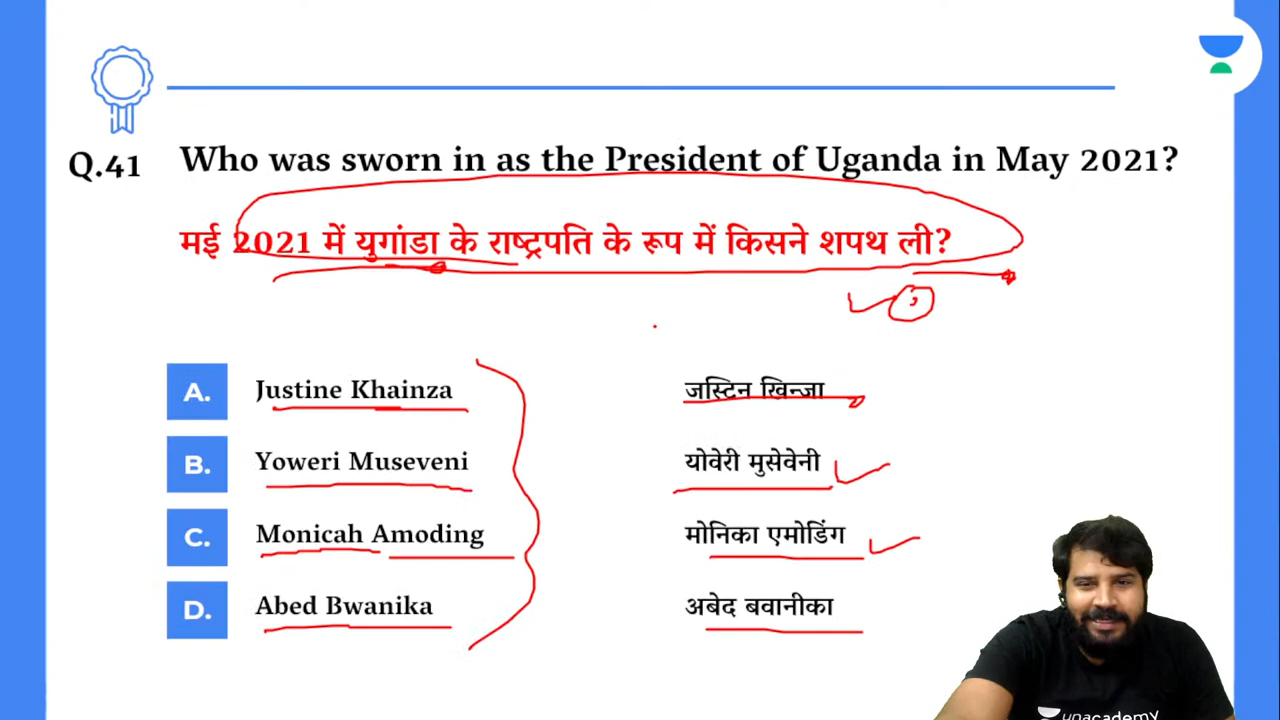 Q.41 Who was sworn in as the President of Uganda in May 2021?
मई 2021 में युगांडा के राष्ट्रपति के रूप में किसने शपथ ली?
A. Justine Khainza जस्टिन खिन्जा
B. Yoweri Museveni योवेरी मुसेवेनी
C. Monicah Amoding मोनिका एमोडिंग
D. Abed Bwanika अबेद बवानीका
unacademy